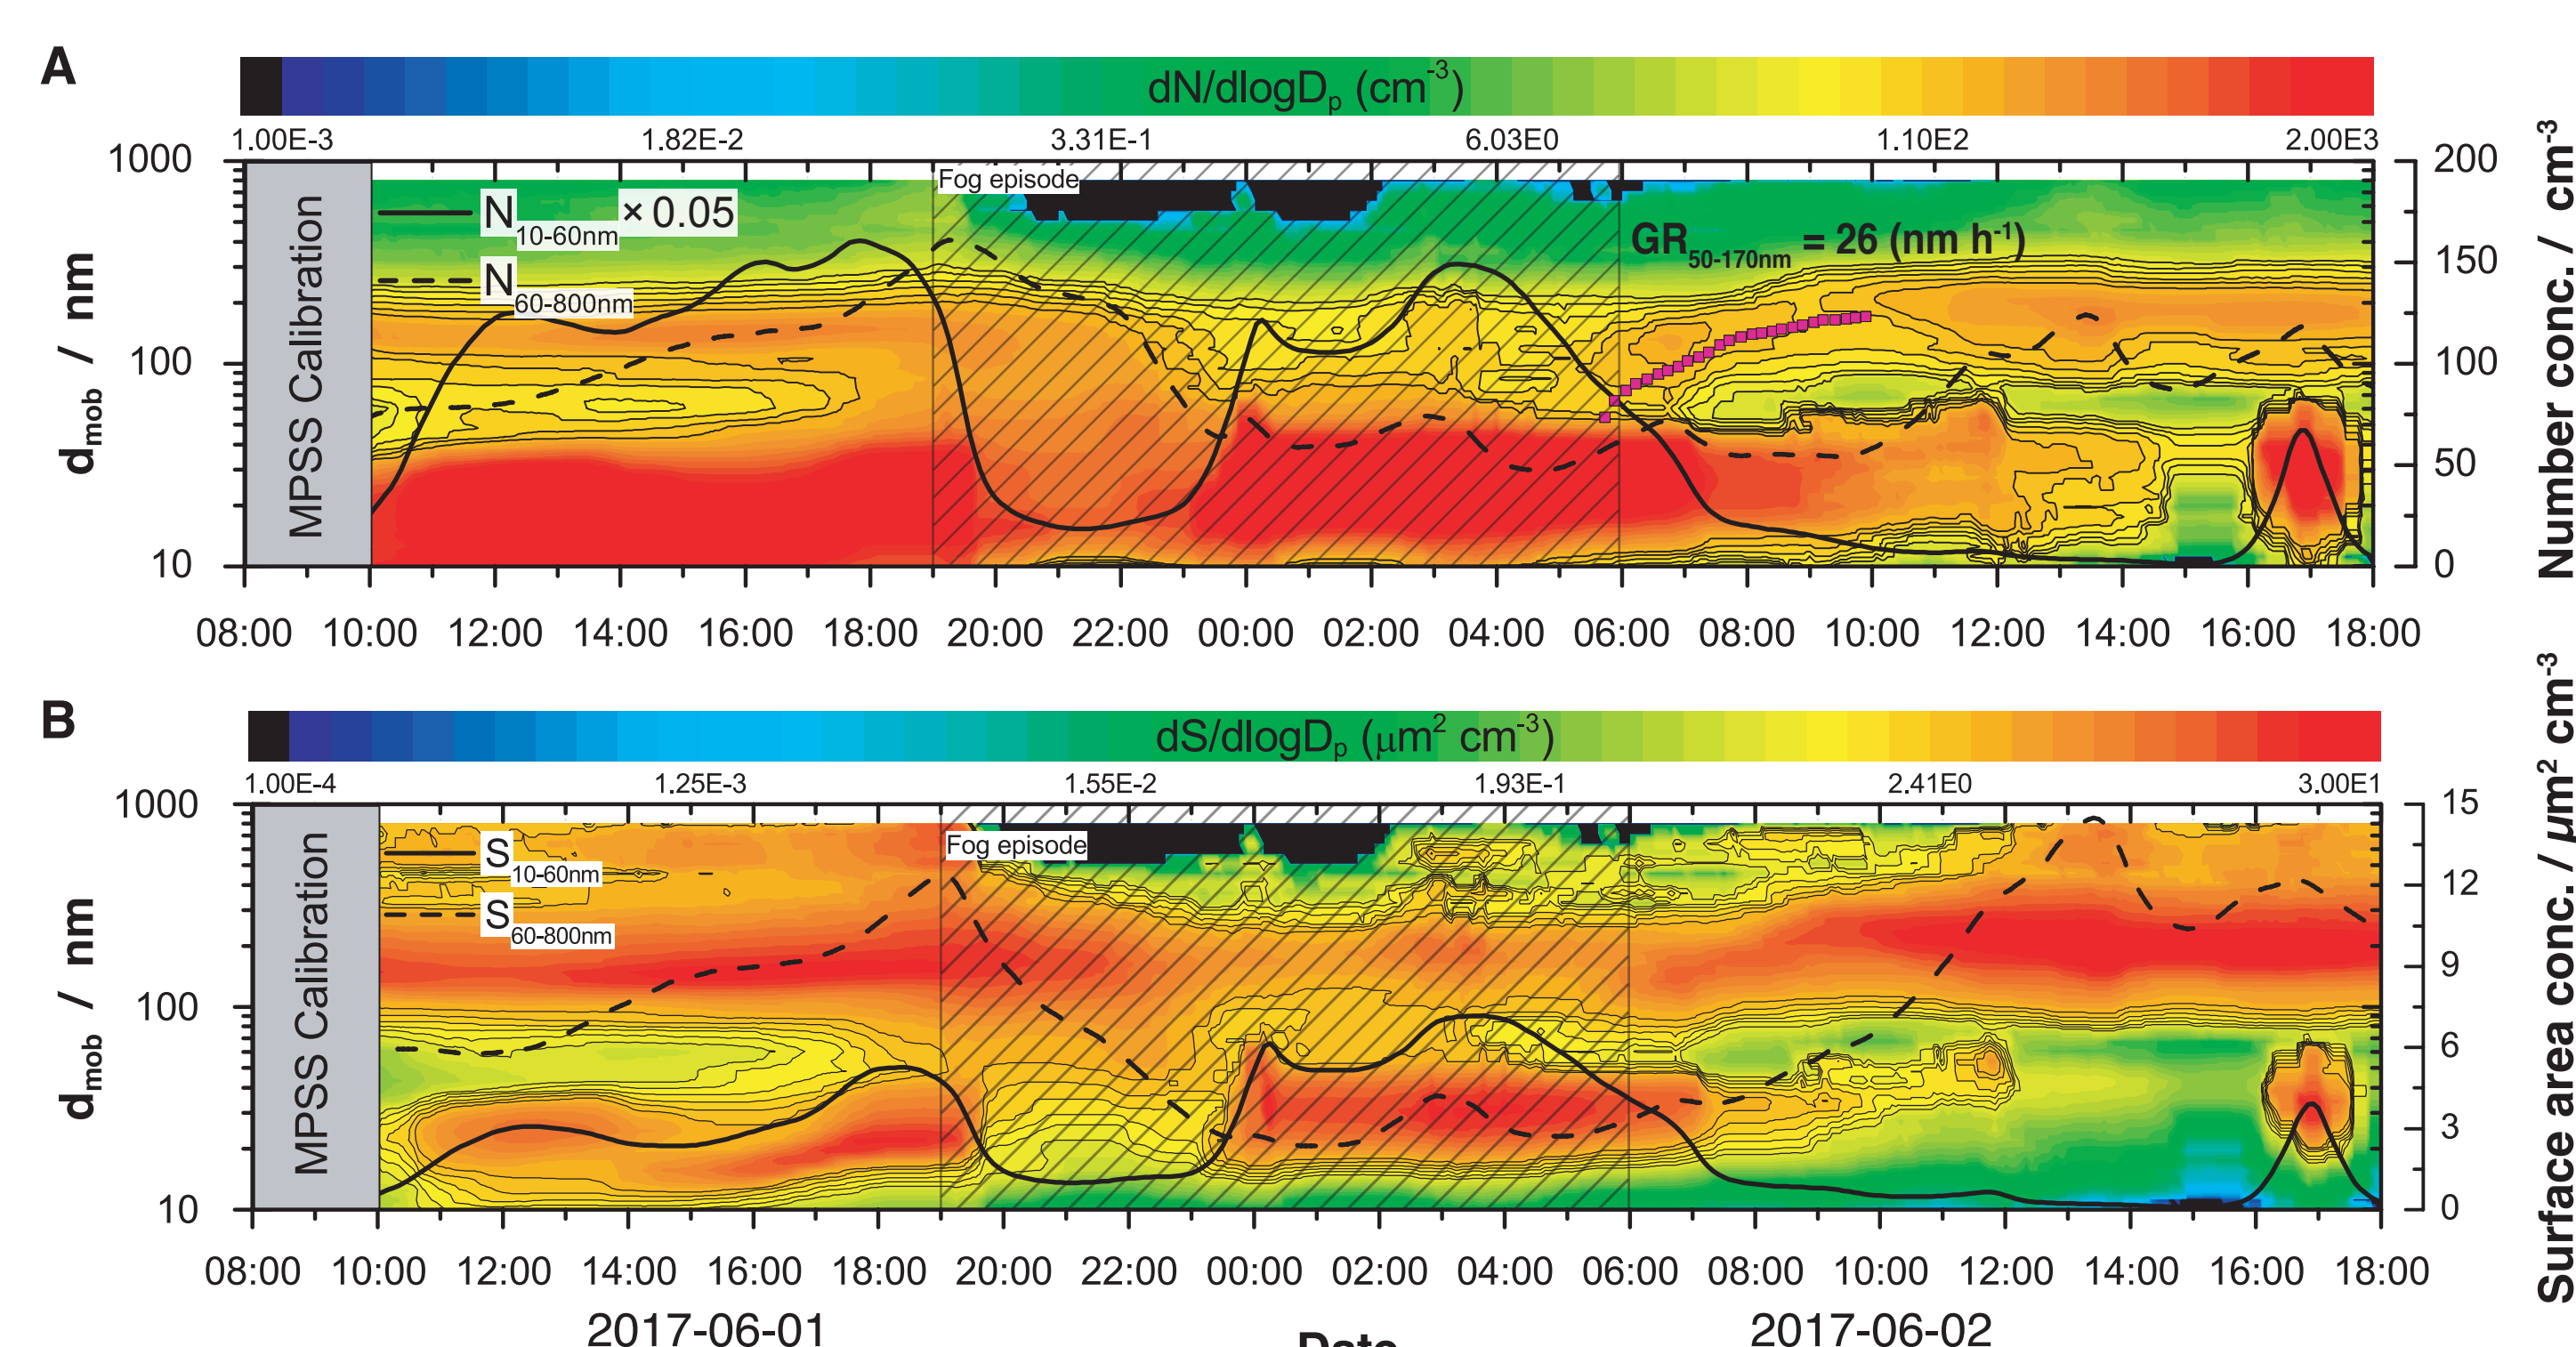 A
dN/dlogDp (cm-3)
1.00E-3 1.82E-2 3.31E-1 6.03E0 1.10E2 2.00E3
1000
100
10
dmob / nm
MPSS Calibration
N10-60nm × 0.05
N60-800nm
Fog episode
GR50-170nm = 26 (nm h-1)
200
150
100
50
0
Number conc. / cm-3
08:00 10:00 12:00 14:00 16:00 18:00 20:00 22:00 00:00 02:00 04:00 06:00 08:00 10:00 12:00 14:00 16:00 18:00
B
dS/dlogDp (μm2 cm-3)
1.00E-4 1.25E-3 1.55E-2 1.93E-1 2.41E0 3.00E1
1000
100
10
dmob / nm
MPSS Calibration
S10-60nm
S60-800nm
Fog episode
15
12
9
6
3
0
Surface area conc. / µm2 cm-3
08:00 10:00 12:00 14:00 16:00 18:00 20:00 22:00 00:00 02:00 04:00 06:00 08:00 10:00 12:00 14:00 16:00 18:00
2017-06-01 2017-06-02
Date